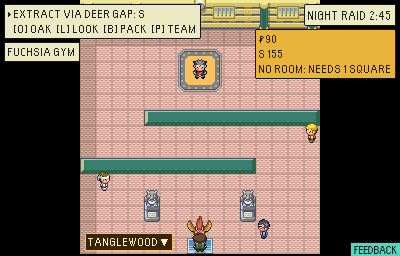 ▸EXTRACT VIA DEER GAP: S
[O] OAK [L] LOOK [B] PACK [P] TEAM
NIGHT RAID 2:45
FUCHSIA GYM
₽90
S 155
NO ROOM: NEEDS 1 SQUARE
TANGLEWOOD ▼
FEEDBACK